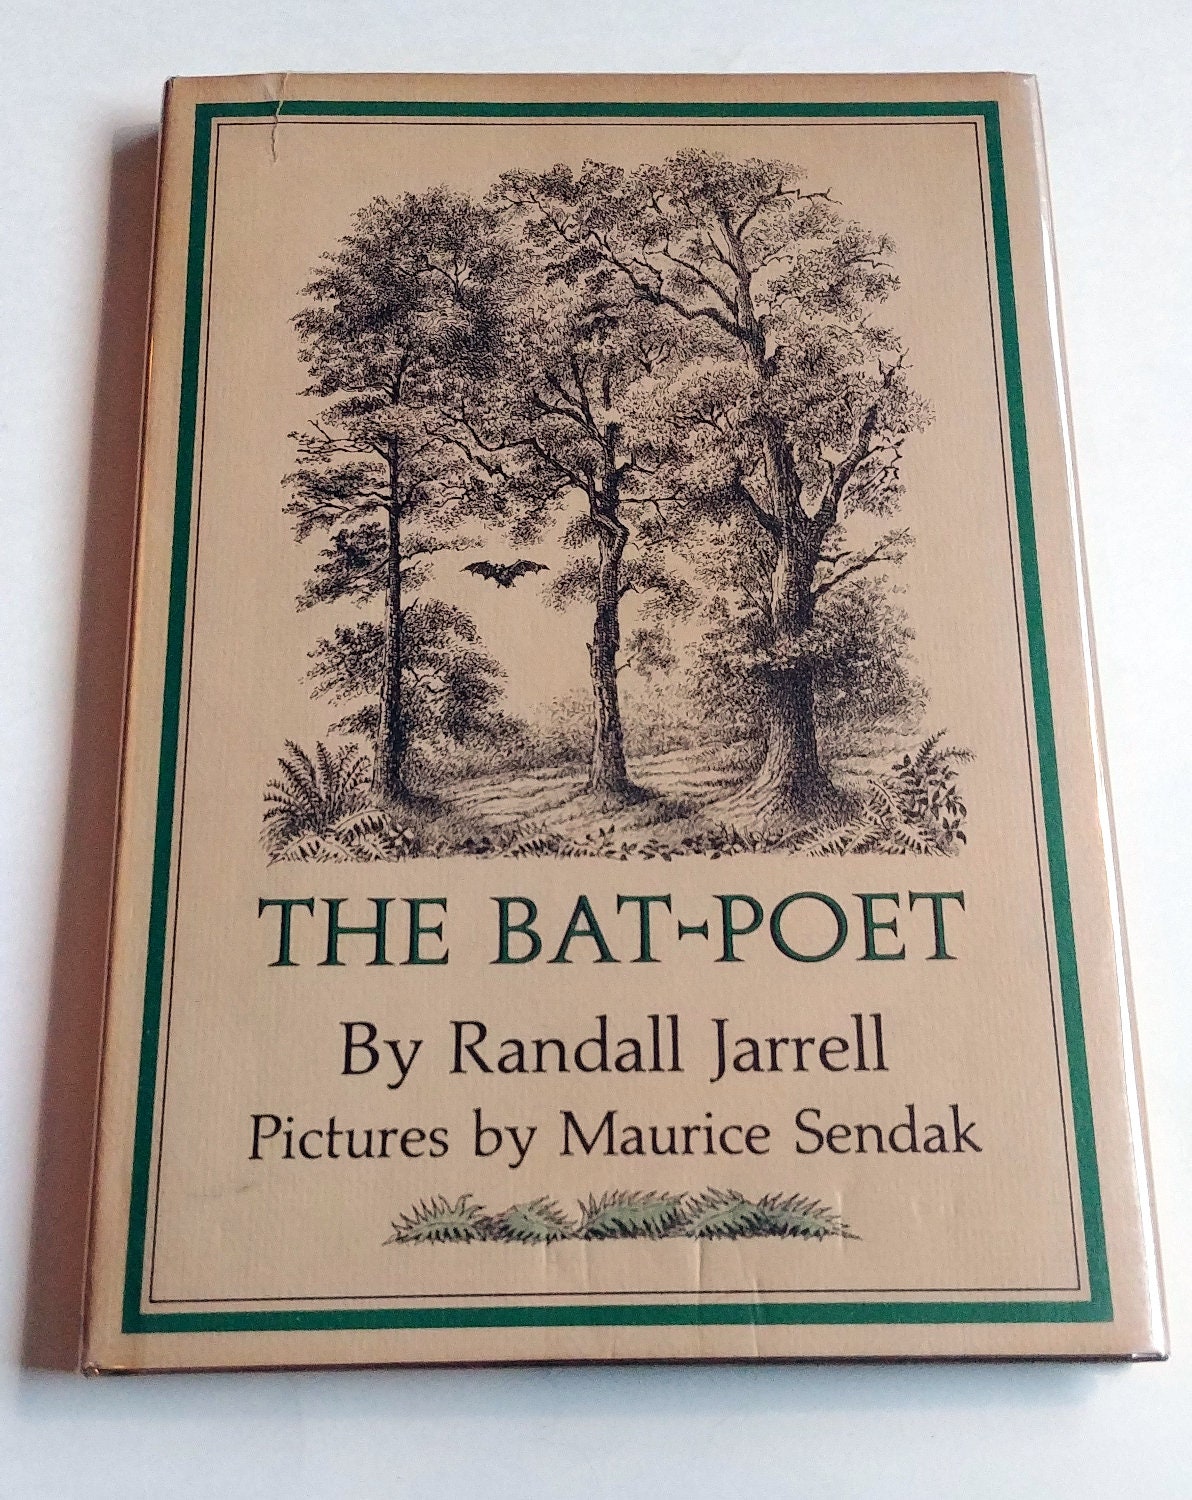 THE BAT-POET
By Randall Jarrell
Pictures by Maurice Sendak